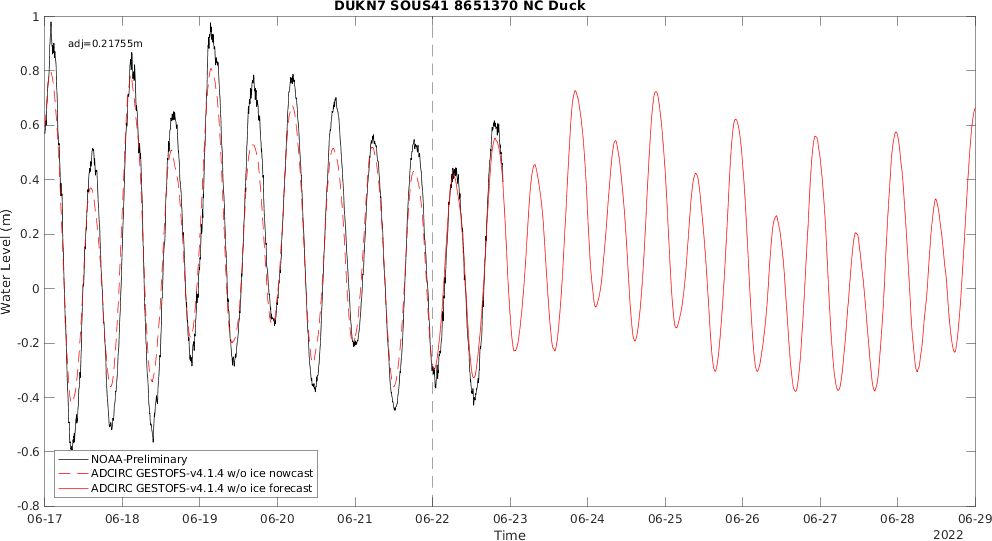 DUKN7 SOUS41 8651370 NC Duck
adj=0.21755m
1
0.8
0.6
0.4
0.2
0
-0.2
-0.4
-0.6
-0.8
Water Level (m)
NOAA-Preliminary
ADCIRC GESTOFS-v4.1.4 w/o ice nowcast
ADCIRC GESTOFS-v4.1.4 w/o ice forecast
06-17 06-18 06-19 06-20 06-21 06-22 06-23 06-24 06-25 06-26 06-27 06-28 06-29
Time
2022